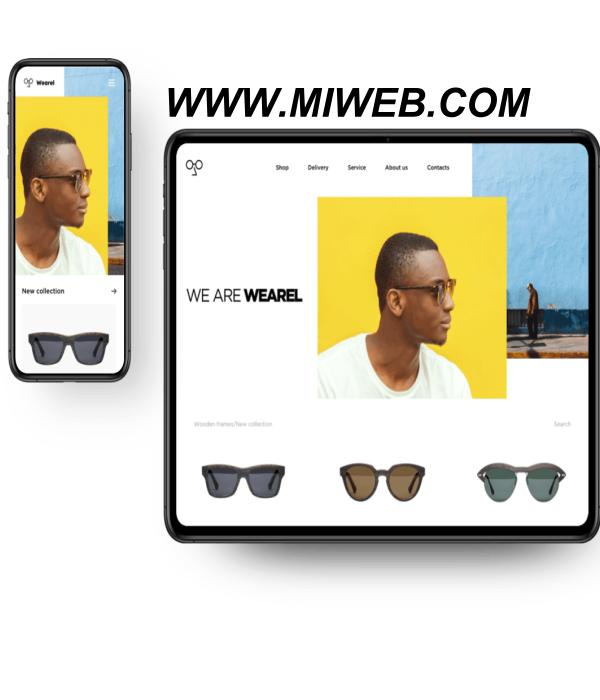 WWW.MIWEB.COM
Wearel
New collection →
Shop Delivery Service About us Contacts
WE ARE WEAREL
Wooden frames/New collection Search